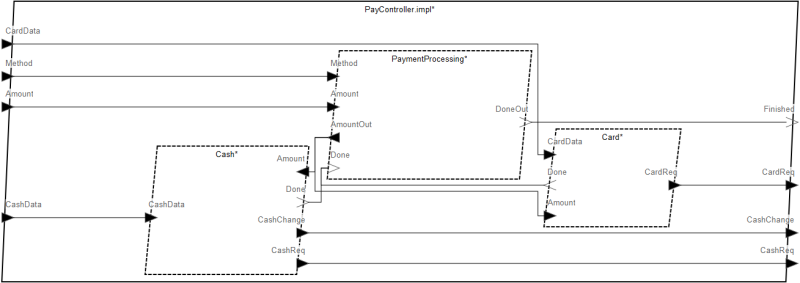 PayController.impl*
CardData
Method
Amount
CashData
PaymentProcessing*
Method
Amount
AmountOut
Done
DoneOut
Cash*
CashData
Amount
Done
CashChange
CashReq
Card*
CardData
Done
Amount
CardReq
Finished
CardReq
CashChange
CashReq